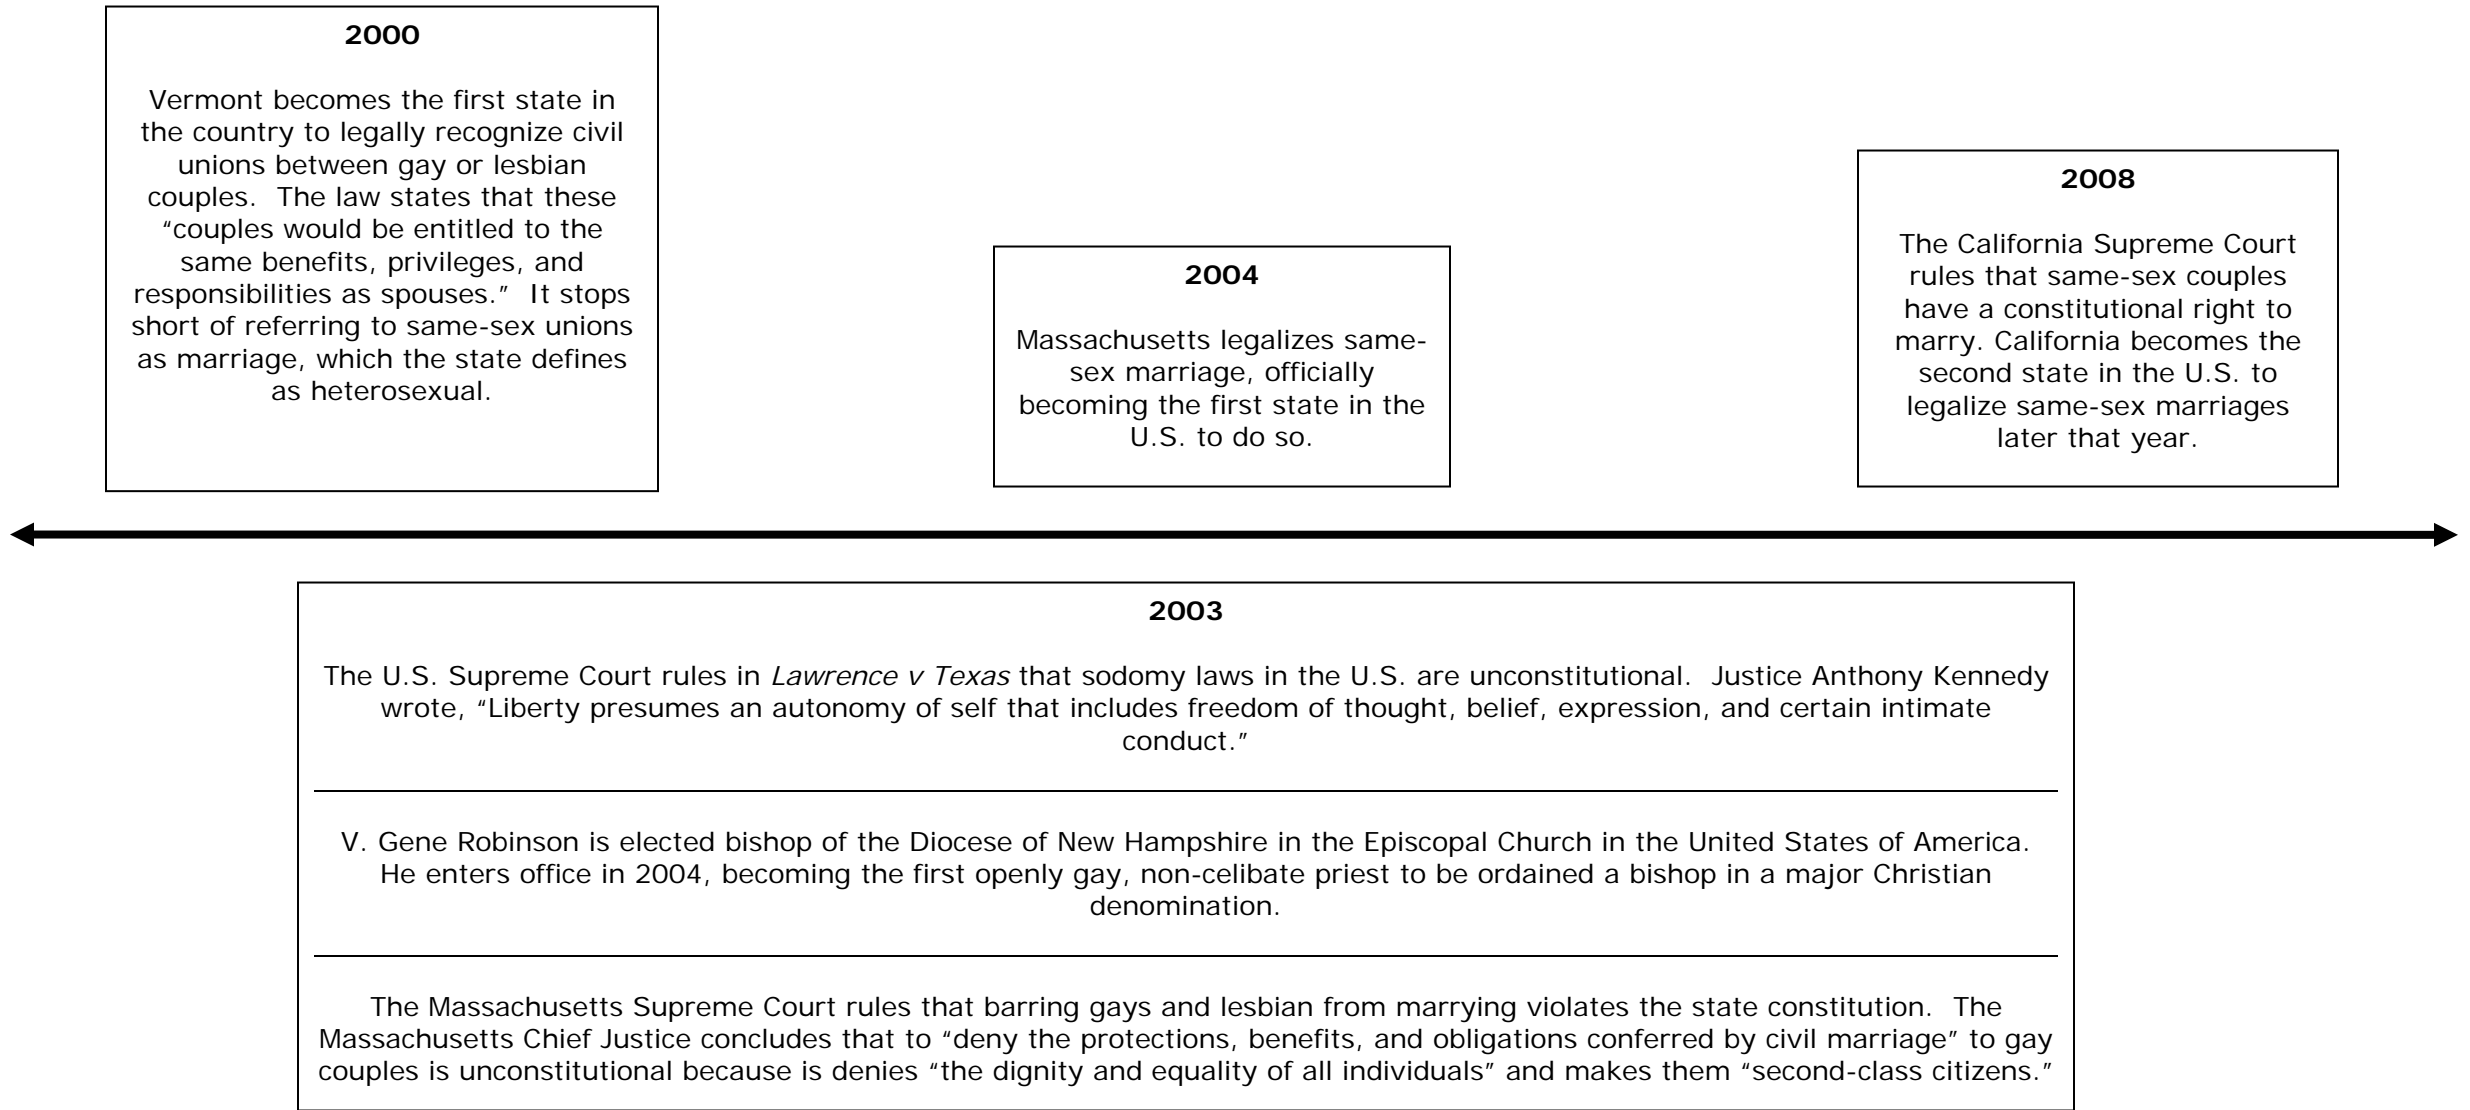 2000
Vermont becomes the first state in
the country to legally recognize civil
unions between gay or lesbian
couples.  The law states that these
“couples would be entitled to the
same benefits, privileges, and
responsibilities as spouses.”  It stops
short of referring to same-sex unions
as marriage, which the state defines
as heterosexual.
2004
Massachusetts legalizes same-
sex marriage, officially
becoming the first state in the
U.S. to do so.
2008
The California Supreme Court
rules that same-sex couples
have a constitutional right to
marry. California becomes the
second state in the U.S. to
legalize same-sex marriages
later that year.
2003
The U.S. Supreme Court rules in Lawrence v Texas that sodomy laws in the U.S. are unconstitutional.  Justice Anthony Kennedy
wrote, “Liberty presumes an autonomy of self that includes freedom of thought, belief, expression, and certain intimate
conduct.”
V. Gene Robinson is elected bishop of the Diocese of New Hampshire in the Episcopal Church in the United States of America.
He enters office in 2004, becoming the first openly gay, non-celibate priest to be ordained a bishop in a major Christian
denomination.
The Massachusetts Supreme Court rules that barring gays and lesbian from marrying violates the state constitution.  The
Massachusetts Chief Justice concludes that to “deny the protections, benefits, and obligations conferred by civil marriage” to gay
couples is unconstitutional because is denies “the dignity and equality of all individuals” and makes them “second-class citizens.”